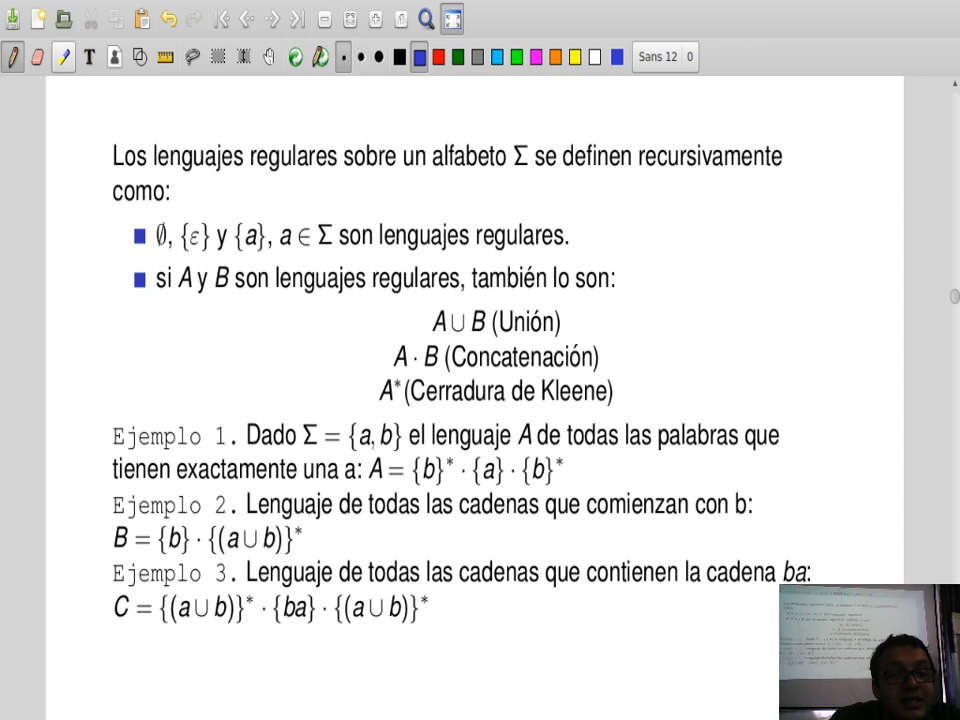 Sans 12 0
Los lenguajes regulares sobre un alfabeto Σ se definen recursivamente
como:
∅, {ε} y {a}, a ∈ Σ son lenguajes regulares.
si A y B son lenguajes regulares, también lo son:
A ∪ B (Unión)
A · B (Concatenación)
A* (Cerradura de Kleene)
Ejemplo 1. Dado Σ = {a, b} el lenguaje A de todas las palabras que
tienen exactamente una a: A = {b}* · {a} · {b}*
Ejemplo 2. Lenguaje de todas las cadenas que comienzan con b:
B = {b} · {(a ∪ b)}*
Ejemplo 3. Lenguaje de todas las cadenas que contienen la cadena ba:
C = {(a ∪ b)}* · {ba} · {(a ∪ b)}*